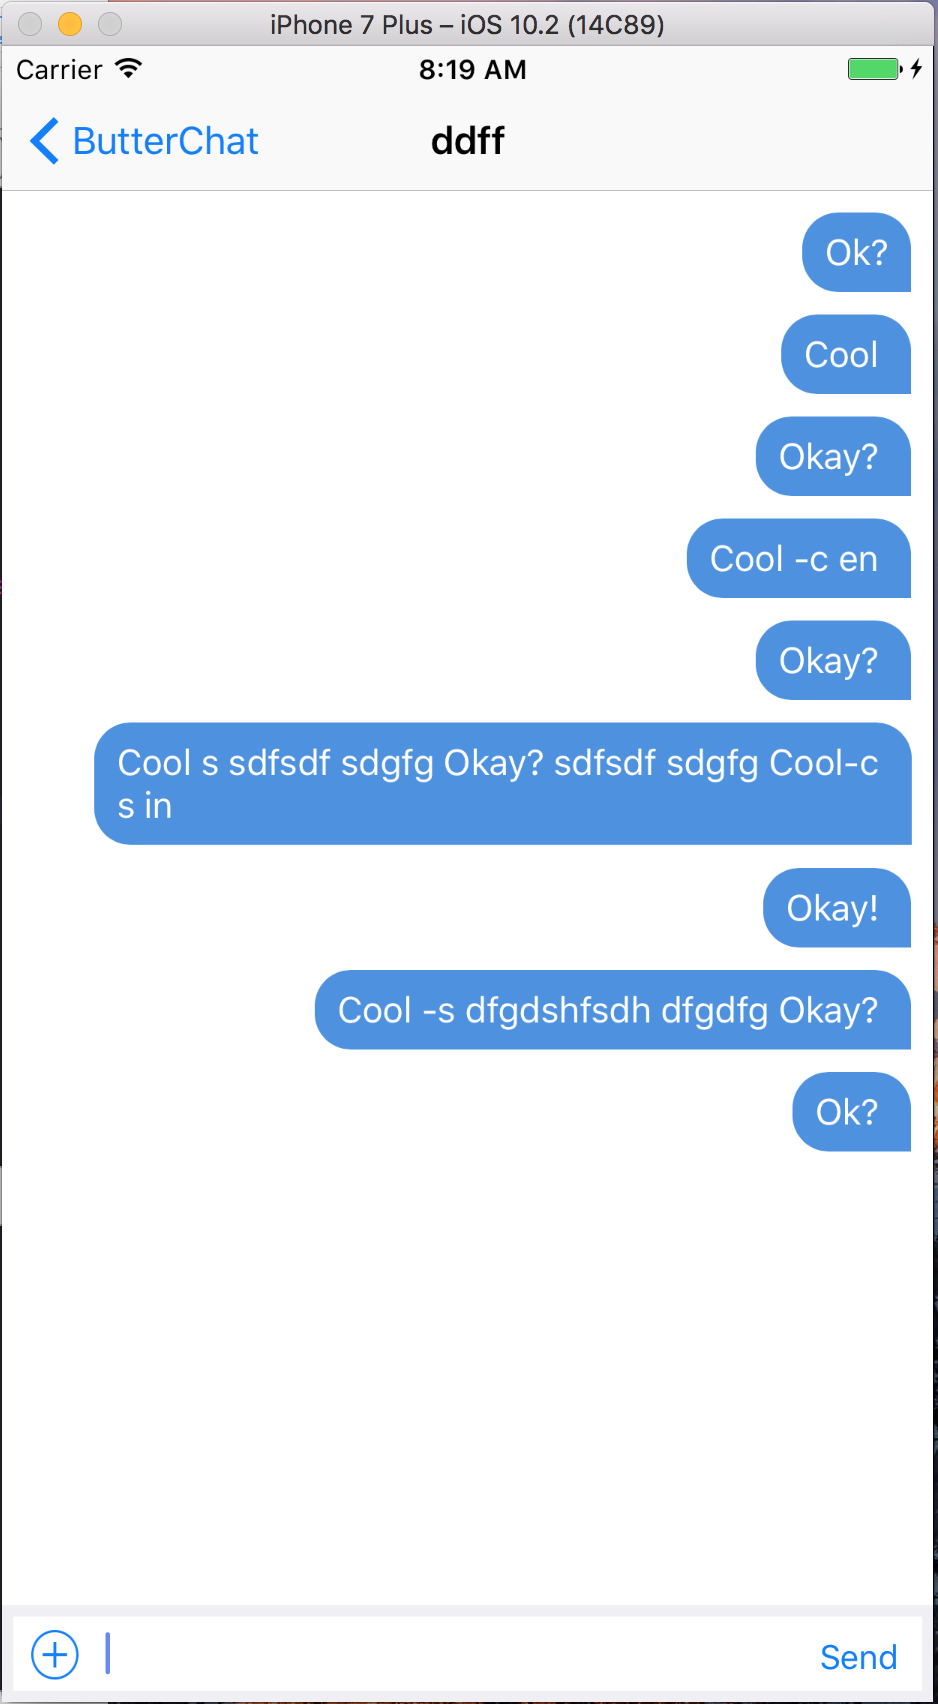 iPhone 7 Plus – iOS 10.2 (14C89)
Carrier 8:19 AM
ButterChat ddff
Ok?
Cool
Okay?
Cool -c en
Okay?
Cool s sdfsdf sdgfg Okay? sdfsdf sdgfg Cool-c
s in
Okay!
Cool -s dfgdshfsdh dfgdfg Okay?
Ok?
Send